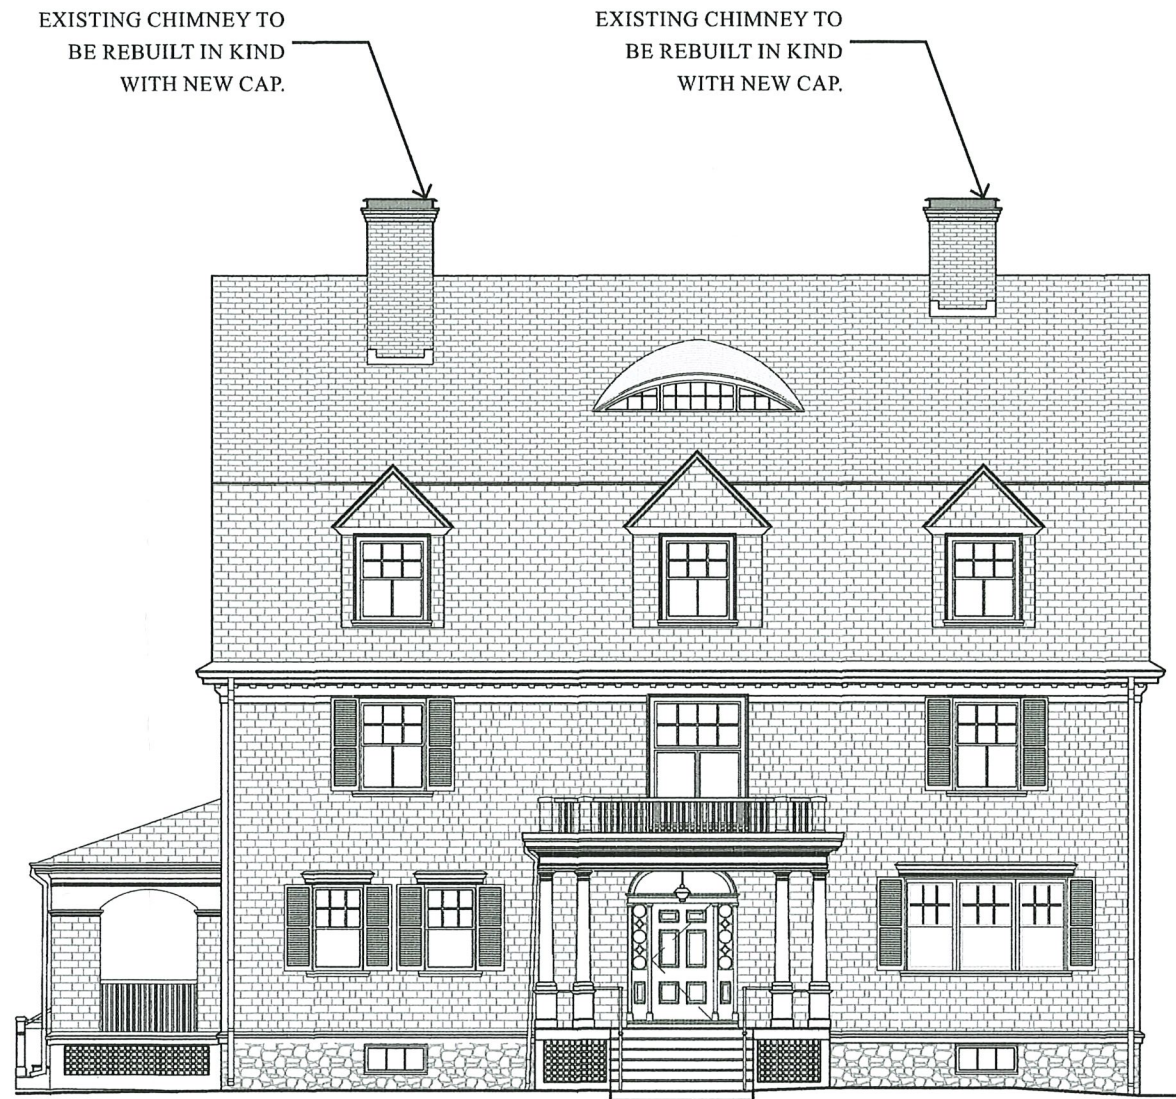 EXISTING CHIMNEY TO
BE REBUILT IN KIND
WITH NEW CAP.
EXISTING CHIMNEY TO
BE REBUILT IN KIND
WITH NEW CAP.